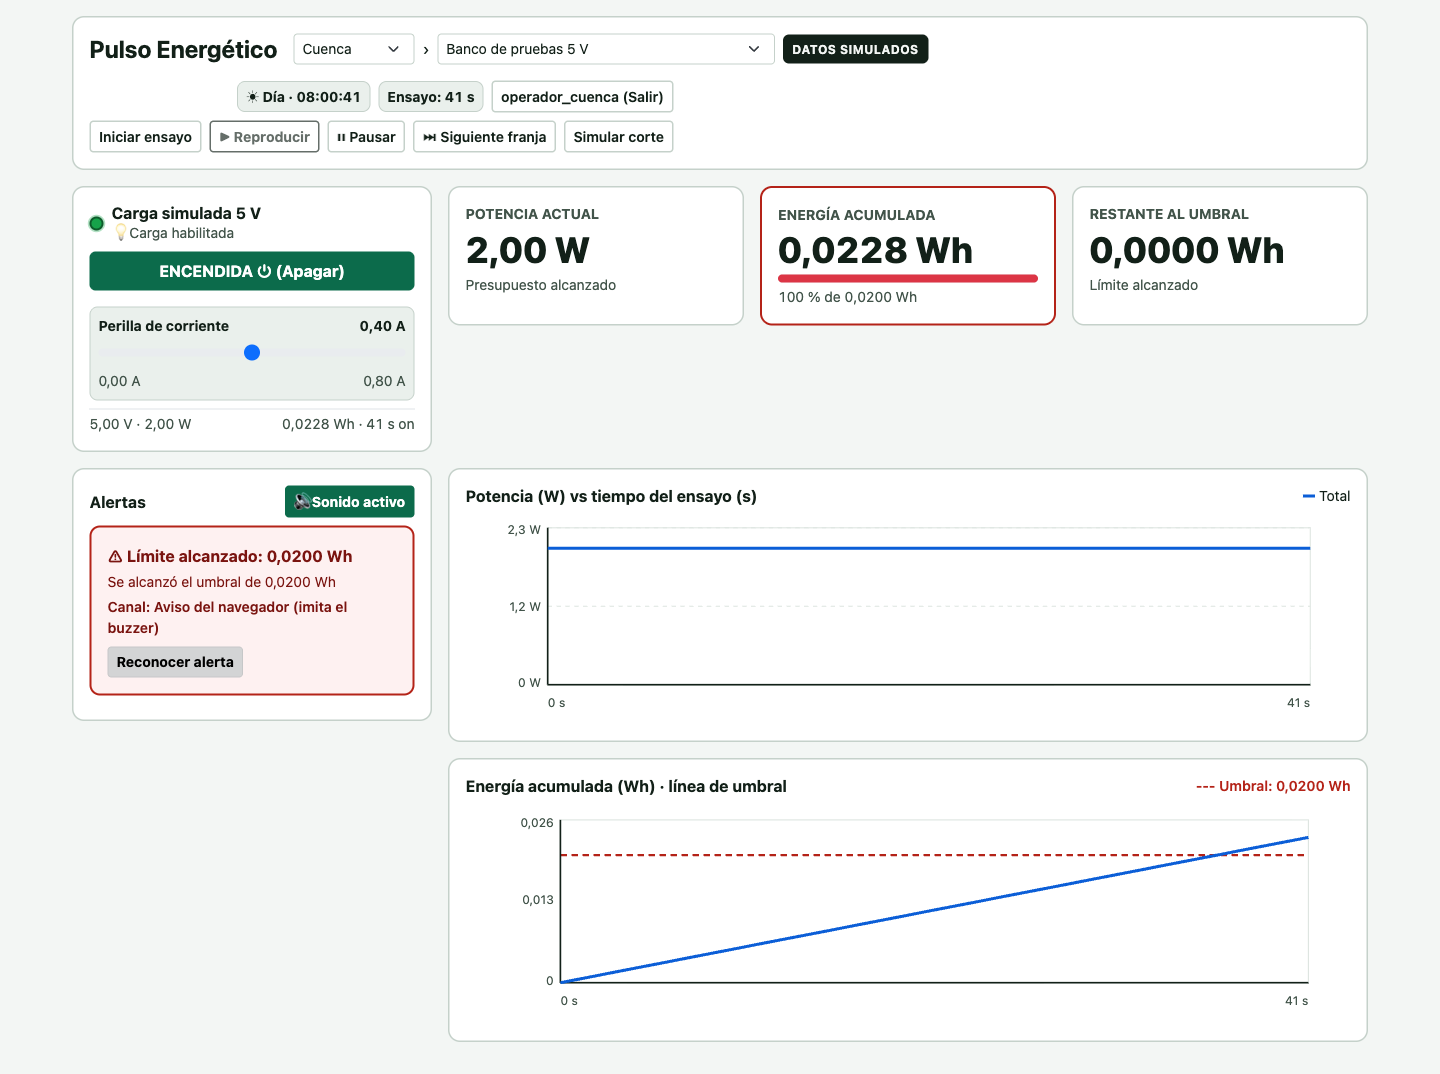 Pulso Energético
Cuenca
›
Banco de pruebas 5 V
DATOS SIMULADOS
☀ Día · 08:00:41
Ensayo: 41 s
operador_cuenca (Salir)
Iniciar ensayo
▶ Reproducir
⏸ Pausar
⏭ Siguiente franja
Simular corte
Carga simulada 5 V
💡Carga habilitada
ENCENDIDA ⏻ (Apagar)
Perilla de corriente
0,40 A
0,00 A
0,80 A
5,00 V · 2,00 W
0,0228 Wh · 41 s on
POTENCIA ACTUAL
2,00 W
Presupuesto alcanzado
ENERGÍA ACUMULADA
0,0228 Wh
100 % de 0,0200 Wh
RESTANTE AL UMBRAL
0,0000 Wh
Límite alcanzado
Alertas
🔊Sonido activo
⚠ Límite alcanzado: 0,0200 Wh
Se alcanzó el umbral de 0,0200 Wh
Canal: Aviso del navegador (imita el
buzzer)
Reconocer alerta
Potencia (W) vs tiempo del ensayo (s)
Total
2,3 W
1,2 W
0 W
0 s
41 s
Energía acumulada (Wh) · línea de umbral
--- Umbral: 0,0200 Wh
0,026
0,013
0
0 s
41 s